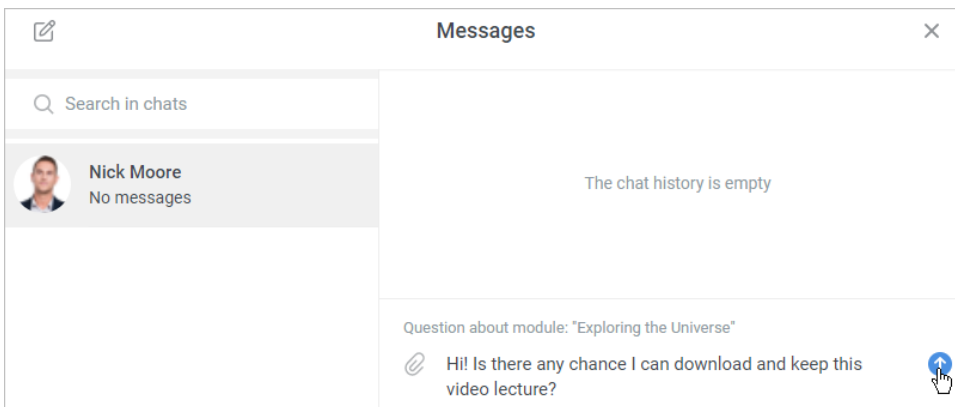 Messages
Search in chats
Nick Moore
No messages
The chat history is empty
Question about module: "Exploring the Universe"
Hi! Is there any chance I can download and keep this
video lecture?